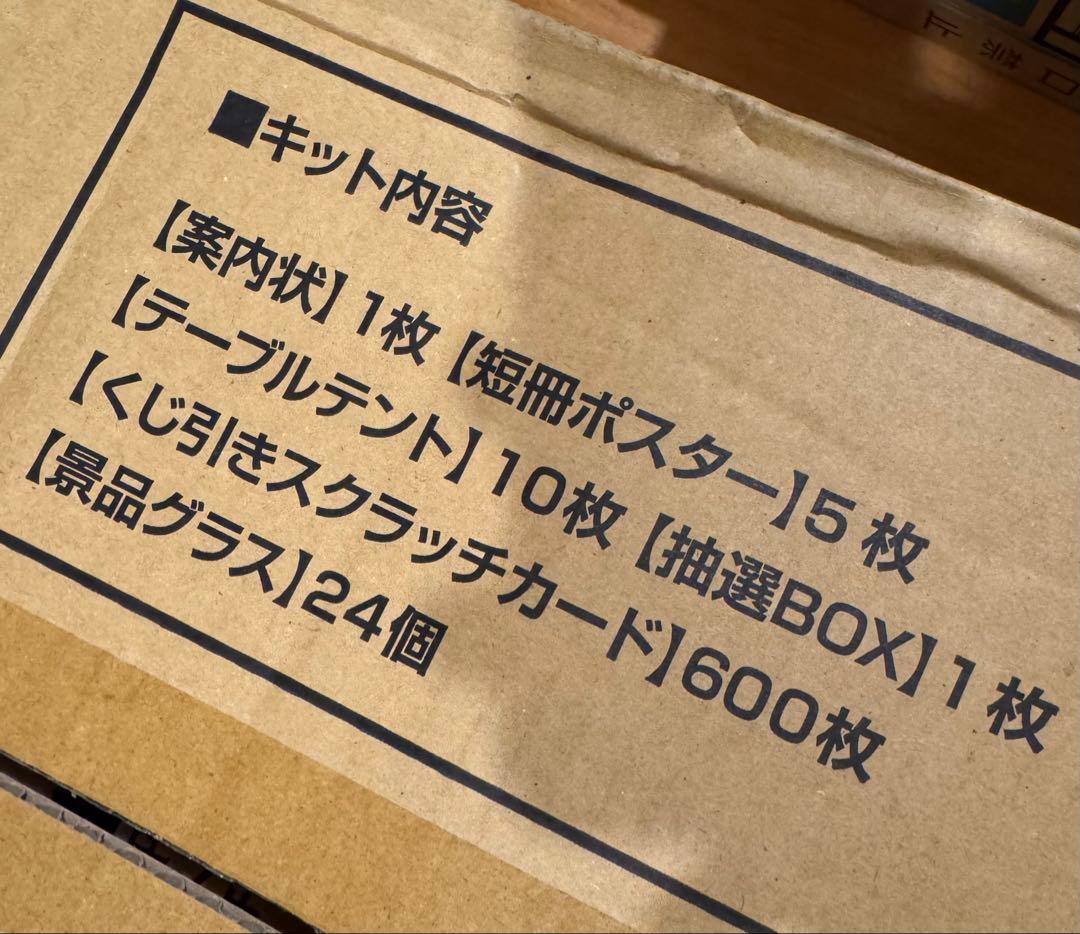 ■キット内容
【案内状】1枚【短冊ポスター】5枚
【テーブルテント】10枚【抽選BOX】1枚
【くじ引きスクラッチカード】600枚
【景品グラス】24個